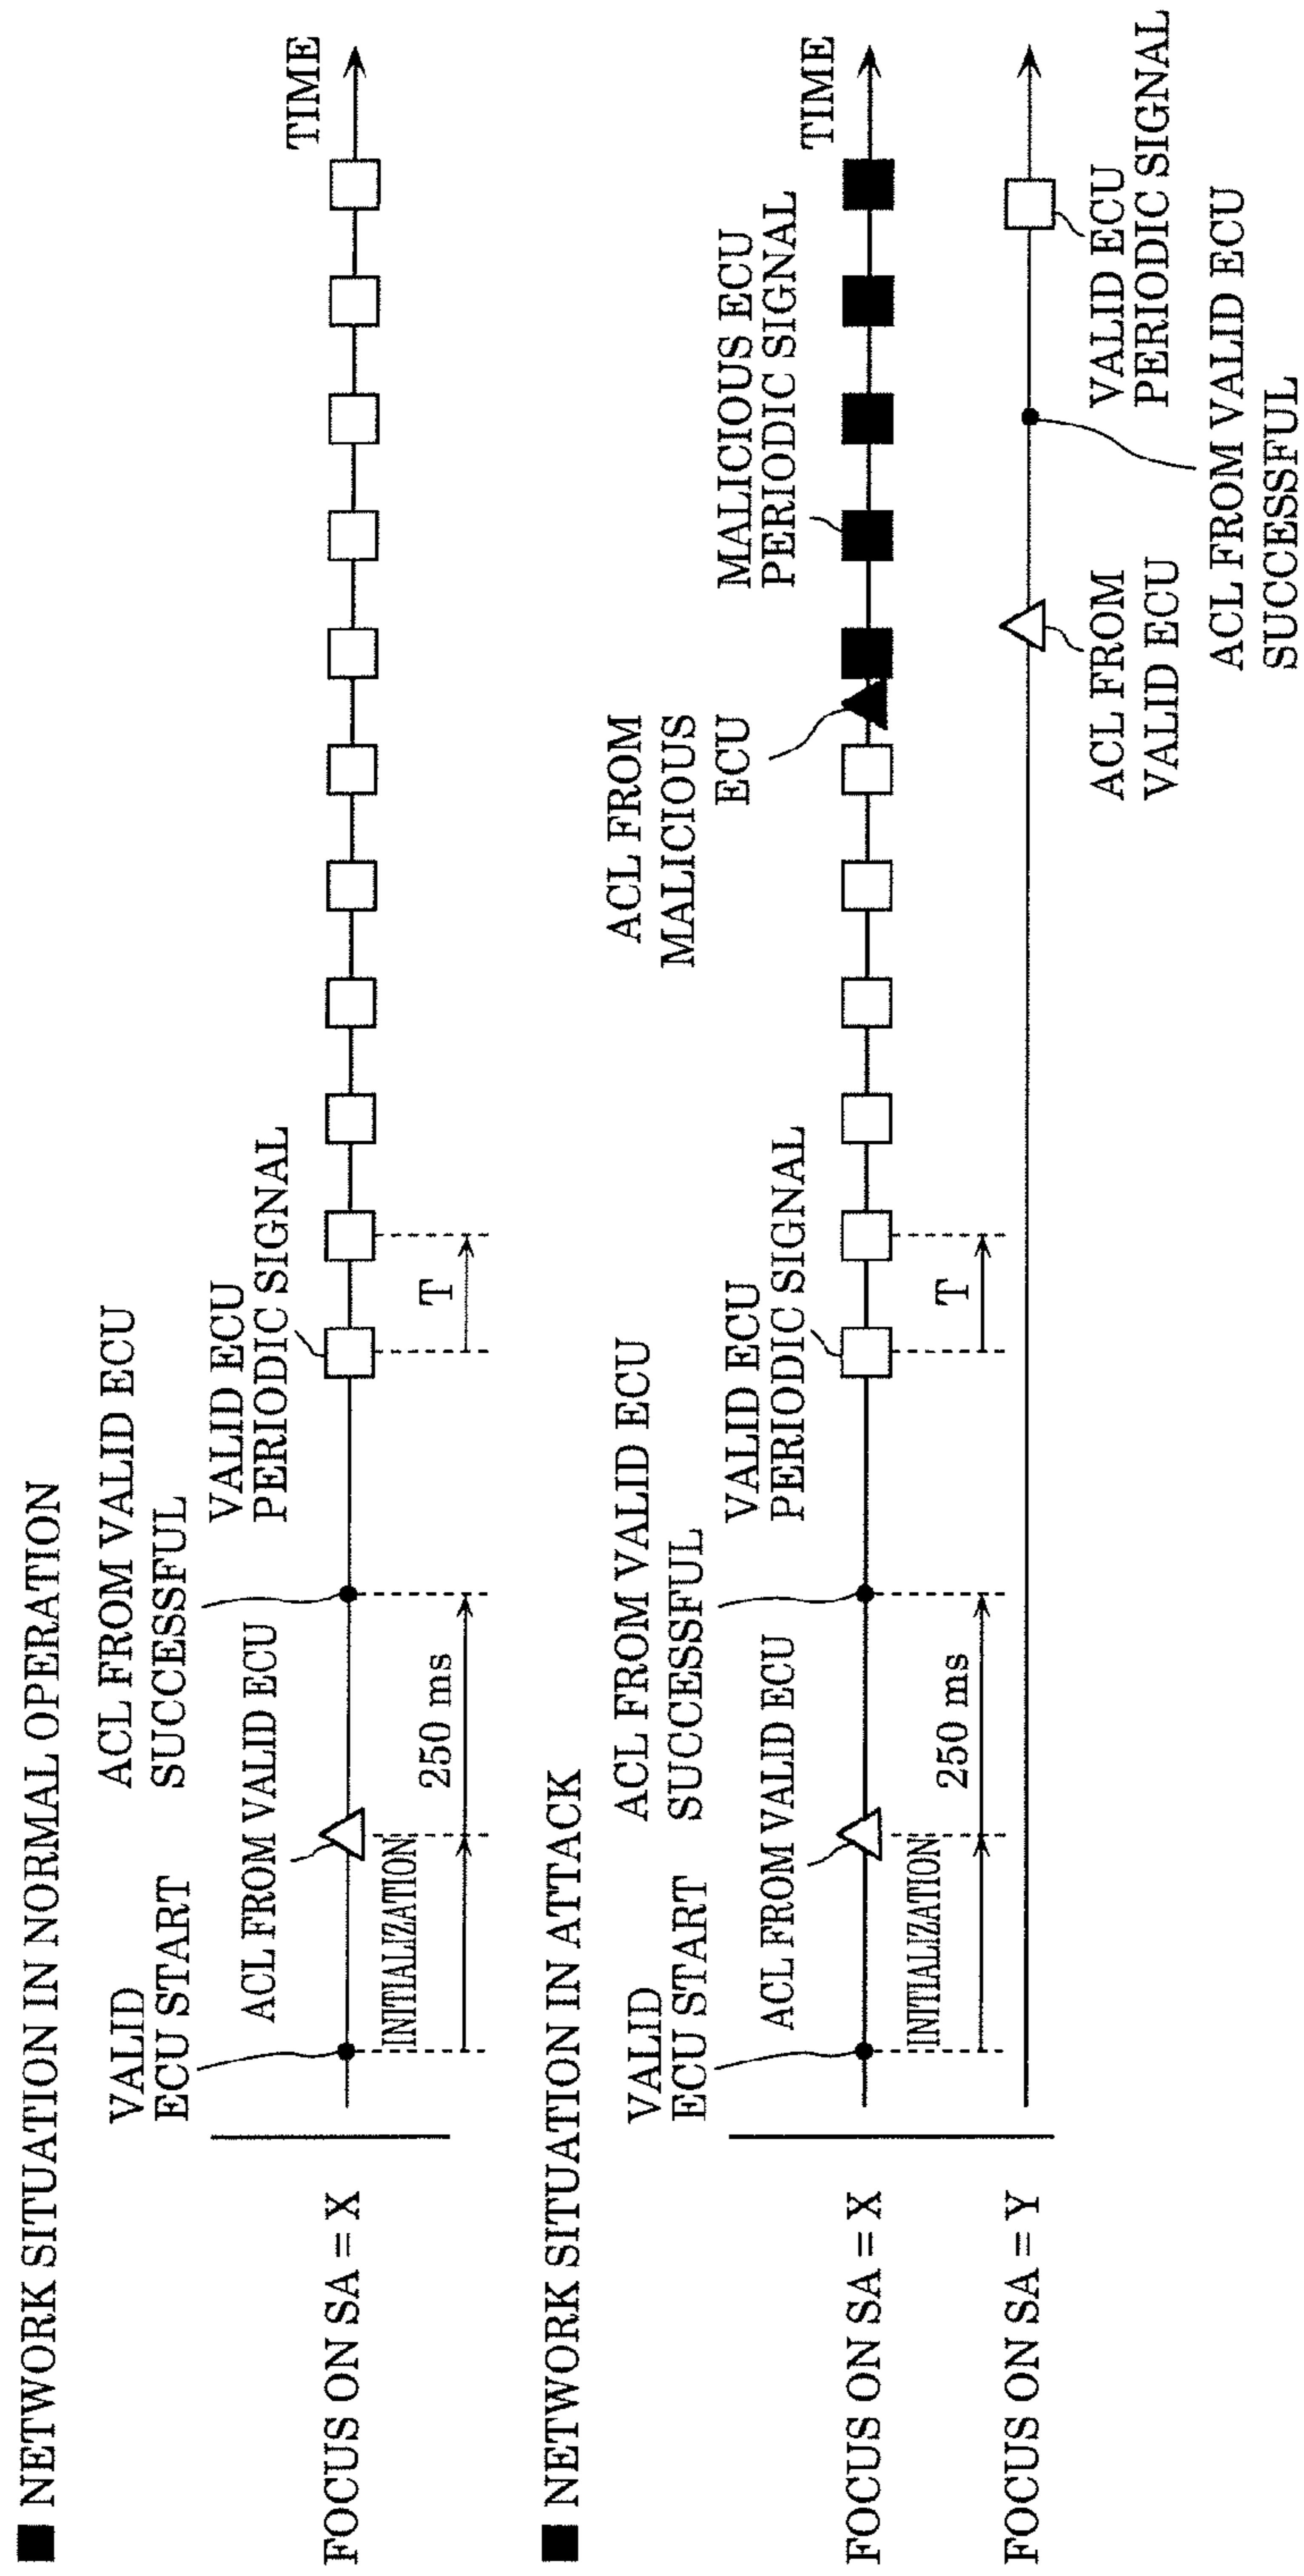 ■ NETWORK SITUATION IN NORMAL OPERATION
VALID
ECU START
ACL FROM VALID ECU
SUCCESSFUL
ACL FROM VALID ECU
VALID ECU
PERIODIC SIGNAL
TIME
FOCUS ON SA = X
INITIALIZATION
250 ms
T
■ NETWORK SITUATION IN ATTACK
VALID
ECU START
ACL FROM VALID ECU
SUCCESSFUL
ACL FROM VALID ECU
VALID ECU
PERIODIC SIGNAL
ACL FROM
MALICIOUS
ECU
MALICIOUS ECU
PERIODIC SIGNAL
TIME
FOCUS ON SA = X
INITIALIZATION
250 ms
T
FOCUS ON SA = Y
ACL FROM
VALID ECU
VALID ECU
PERIODIC SIGNAL
ACL FROM VALID ECU
SUCCESSFUL